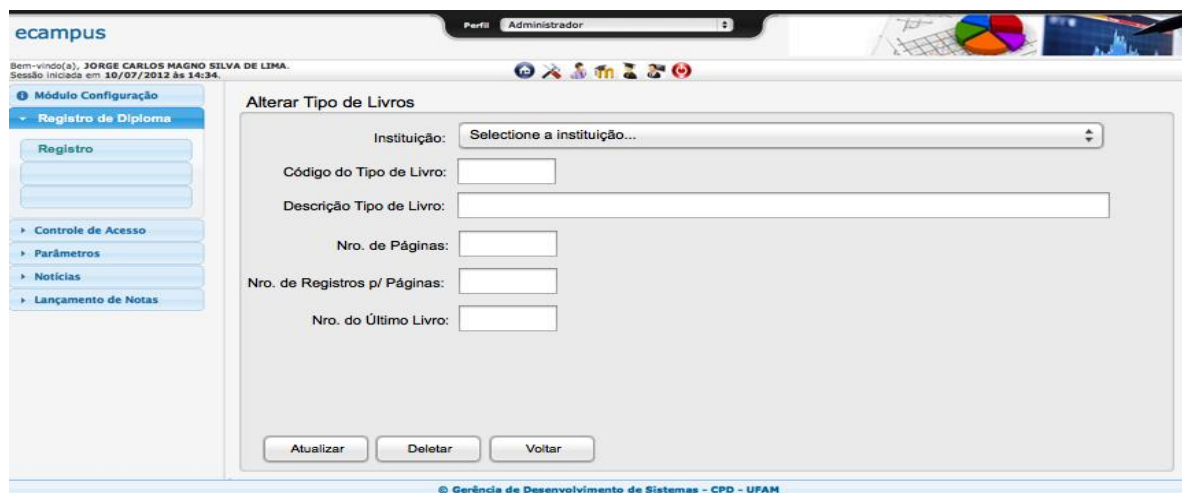 ecampus
Perfil Administrador
Bem-vindo(a), JORGE CARLOS MAGNO SILVA DE LIMA.
Sessão iniciada em 10/07/2012 às 14:34.
Módulo Configuração
Registro de Diploma
Registro
Controle de Acesso
Parâmetros
Notícias
Lançamento de Notas
Alterar Tipo de Livros
Instituição: Selectione a instituição...
Código do Tipo de Livro:
Descrição Tipo de Livro:
Nro. de Páginas:
Nro. de Registros p/ Páginas:
Nro. do Último Livro:
Atualizar Deletar Voltar
© Gerência de Desenvolvimento de Sistemas - CPD - UFAM